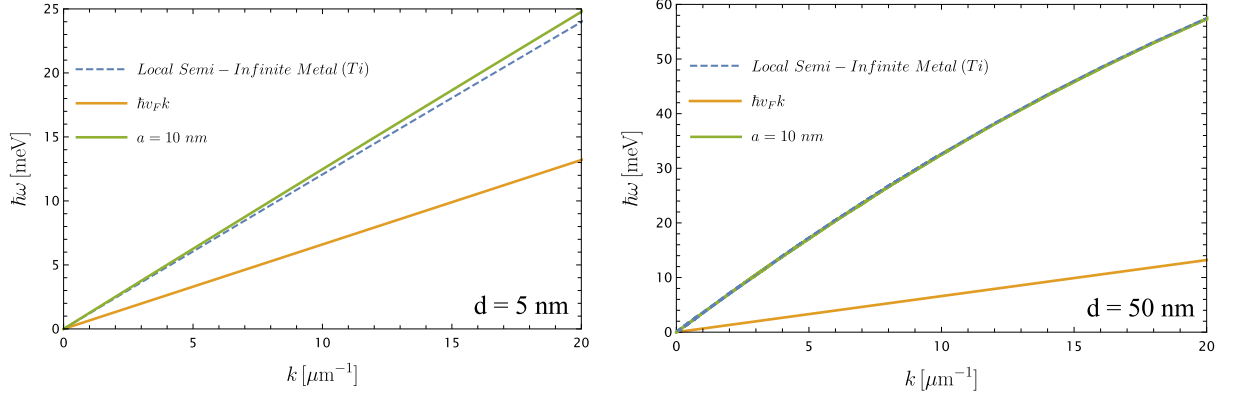 25
20
15
10
5
0
ħω [meV]
Local Semi − Infinite Metal (Ti)
ħv_F k
a = 10 nm
d = 5 nm
0 5 10 15 20
k [μm⁻¹]
60
50
40
30
20
10
0
ħω [meV]
Local Semi − Infinite Metal (Ti)
ħv_F k
a = 10 nm
d = 50 nm
0 5 10 15 20
k [μm⁻¹]